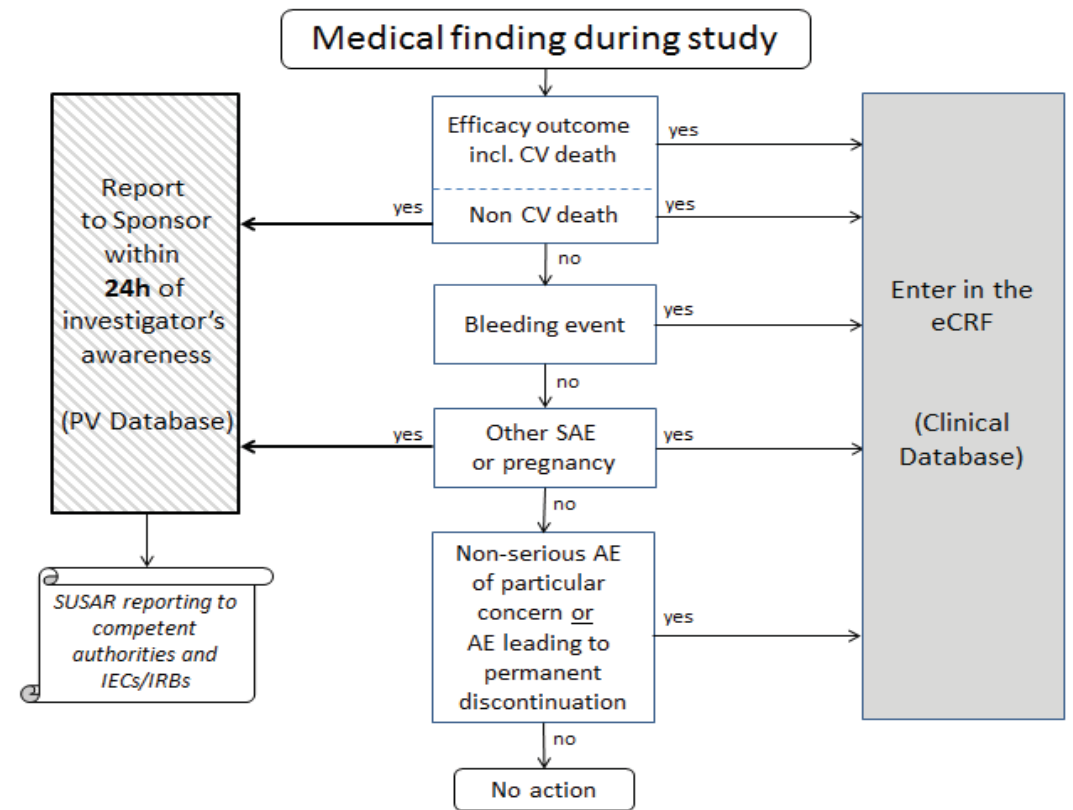 Medical finding during study
Efficacy outcome
incl. CV death
yes
Non CV death
yes
yes
Report
to Sponsor
within
24h of
investigator's
awareness
(PV Database)
no
Bleeding event
yes
Enter in the
eCRF
(Clinical
Database)
no
yes
Other SAE
or pregnancy
yes
no
Non-serious AE
of particular
concern or
AE leading to
permanent
discontinuation
yes
SUSAR reporting to
competent
authorities and
IECs/IRBs
no
No action